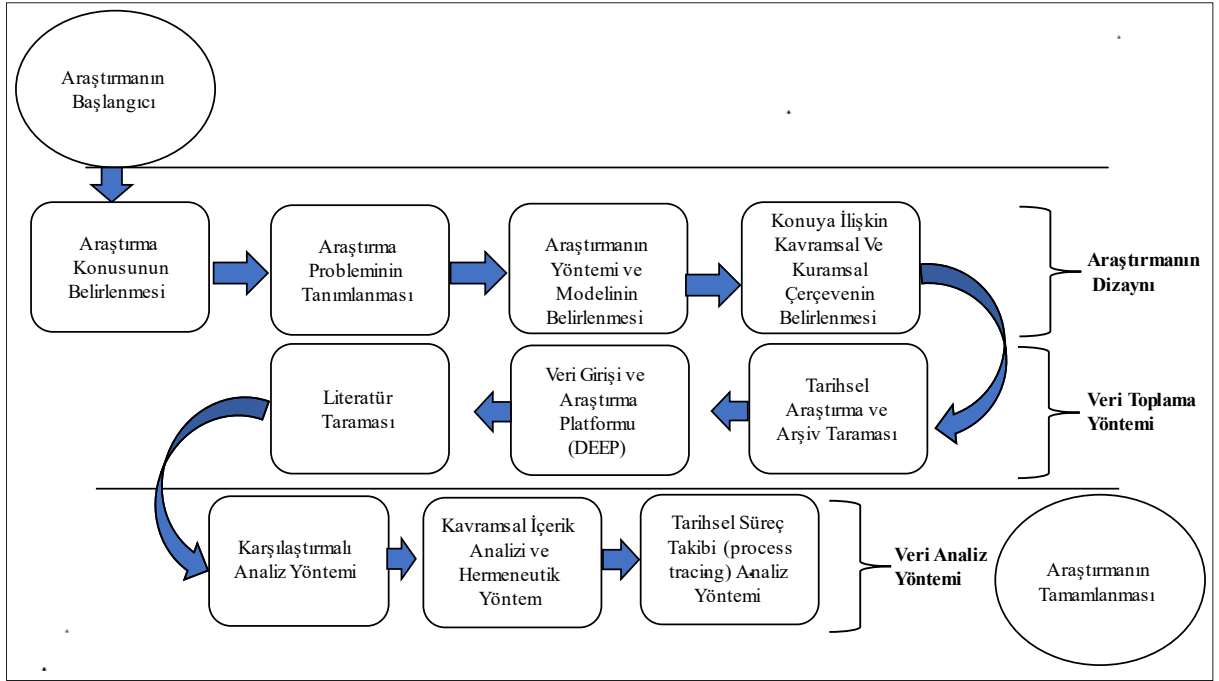 Araştırmanın
Başlangıcı
Araştırma
Konusunun
Belirlenmesi
Araştırma
Probleminin
Tanımlanması
Araştırmanın
Yöntemi ve
Modelinin
Belirlenmesi
Konuya İlişkin
Kavramsal Ve
Kuramsal
Çerçevenin
Belirlenmesi
Araştırmanın
Dizaynı
Tarihsel
Araştırma ve
Arşiv Taraması
Veri Girişi ve
Araştırma
Platformu
(DEEP)
Literatür
Taraması
Veri Toplama
Yöntemi
Karşılaştırmalı
Analiz Yöntemi
Kavramsal İçerik
Analizi ve
Hermeneutik
Yöntem
Tarihsel Süreç
Takibi (process
tracing) Analiz
Yöntemi
Veri Analiz
Yöntemi
Araştırmanın
Tamamlanması